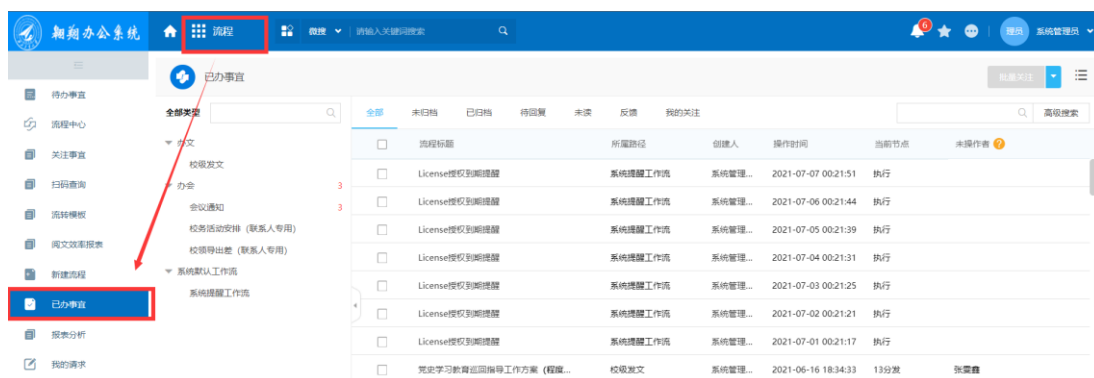 翱翔办公系统 流程 微搜 请输入关键词搜索 6 理员 系统管理员
已办事宜 批量关注
待办事宜
流程中心
关注事宜
扫码查询
流转模板
阅文效率报表
新建流程
已办事宜
报表分析
我的请求
全部类型
办文
校级发文
办会 3
会议通知 3
校务活动安排（联系人专用）
校领导出差（联系人专用）
系统默认工作流
系统提醒工作流
全部 未归档 已归档 待回复 未读 反馈 我的关注 高级搜索
流程标题 所属路径 创建人 操作时间 当前节点 未操作者 ?
License授权到期提醒 系统提醒工作流 系统管理... 2021-07-07 00:21:51 执行
License授权到期提醒 系统提醒工作流 系统管理... 2021-07-06 00:21:44 执行
License授权到期提醒 系统提醒工作流 系统管理... 2021-07-05 00:21:39 执行
License授权到期提醒 系统提醒工作流 系统管理... 2021-07-04 00:21:31 执行
License授权到期提醒 系统提醒工作流 系统管理... 2021-07-03 00:21:25 执行
License授权到期提醒 系统提醒工作流 系统管理... 2021-07-02 00:21:21 执行
License授权到期提醒 系统提醒工作流 系统管理... 2021-07-01 00:21:17 执行
党史学习教育巡回指导工作方案（程度... 校级发文 系统管理... 2021-06-16 18:34:33 13分发